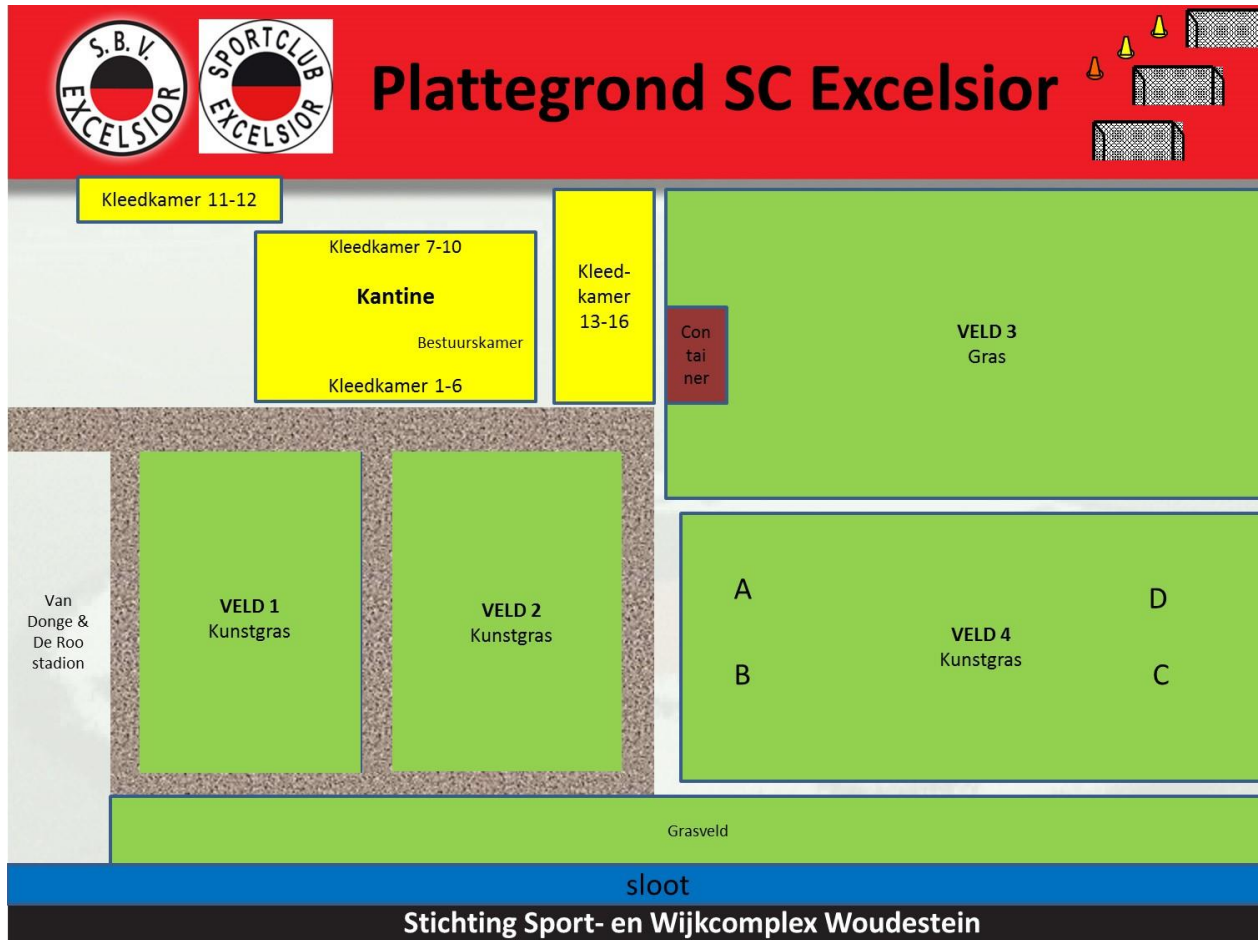 S.B.V. EXCELSIOR
SPORTCLUB EXCELSIOR
Plattegrond SC Excelsior
Kleedkamer 11-12
Kleedkamer 7-10
Kantine
Bestuurskamer
Kleedkamer 1-6
Kleed-
kamer
13-16
Con
tai
ner
VELD 3
Gras
Van
Donge &
De Roo
stadion
VELD 1
Kunstgras
VELD 2
Kunstgras
A
B
VELD 4
Kunstgras
D
C
Grasveld
sloot
Stichting Sport- en Wijkcomplex Woudestein